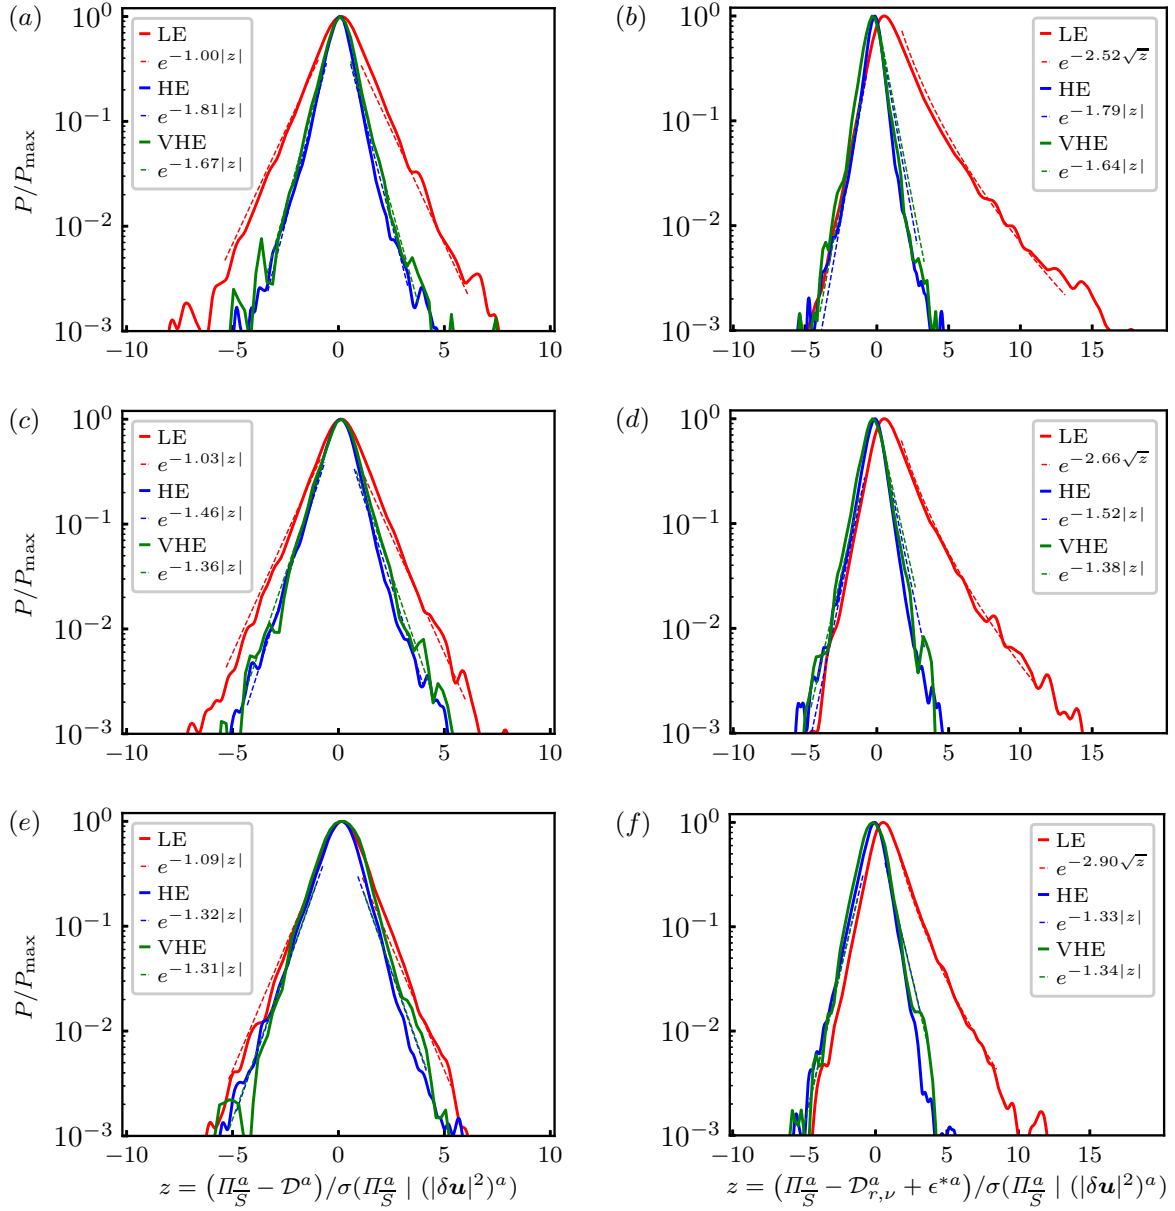 (a)
P/P_max
10^0
10^−1
10^−2
10^−3
−10 −5 0 5 10
LE
e^−1.00|z|
HE
e^−1.81|z|
VHE
e^−1.67|z|
(b)
10^0
10^−1
10^−2
10^−3
−10 −5 0 5 10 15
LE
e^−2.52√z
HE
e^−1.79|z|
VHE
e^−1.64|z|
(c)
P/P_max
10^0
10^−1
10^−2
10^−3
−10 −5 0 5 10
LE
e^−1.03|z|
HE
e^−1.46|z|
VHE
e^−1.36|z|
(d)
10^0
10^−1
10^−2
10^−3
−10 −5 0 5 10 15
LE
e^−2.66√z
HE
e^−1.52|z|
VHE
e^−1.38|z|
(e)
P/P_max
10^0
10^−1
10^−2
10^−3
−10 −5 0 5 10
LE
e^−1.09|z|
HE
e^−1.32|z|
VHE
e^−1.31|z|
z = (Π^a_S̅ − 𝒟^a)/σ(Π^a_S̅ | (|δ𝒖|^2)^a)
(f)
10^0
10^−1
10^−2
10^−3
−10 −5 0 5 10 15
LE
e^−2.90√z
HE
e^−1.33|z|
VHE
e^−1.34|z|
z = (Π^a_S̅ − 𝒟^a_r,ν + ϵ^*a)/σ(Π^a_S̅ | (|δ𝒖|^2)^a)